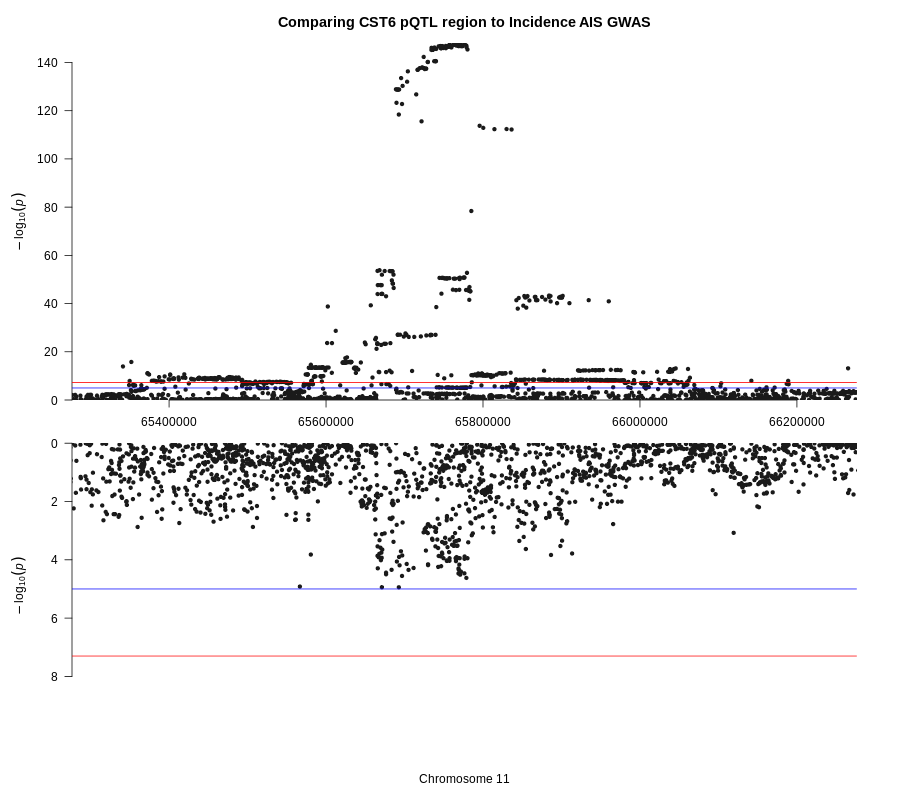 Comparing CST6 pQTL region to Incidence AIS GWAS
140
120
100
80
60
40
20
0
− log10(p)
65400000 65600000 65800000 66000000 66200000
0
2
4
6
8
− log10(p)
Chromosome 11